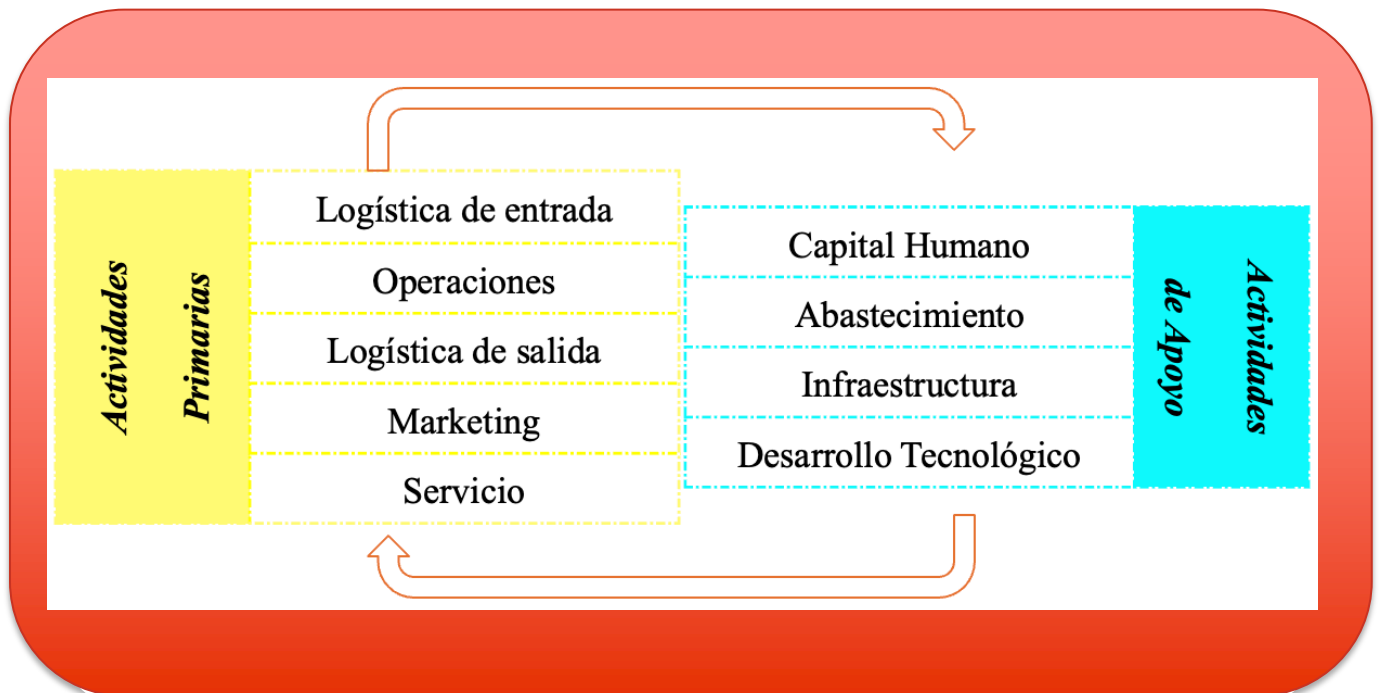 Actividades
Primarias
Logística de entrada
Operaciones
Logística de salida
Marketing
Servicio
Capital Humano
Abastecimiento
Infraestructura
Desarrollo Tecnológico
Actividades
de Apoyo